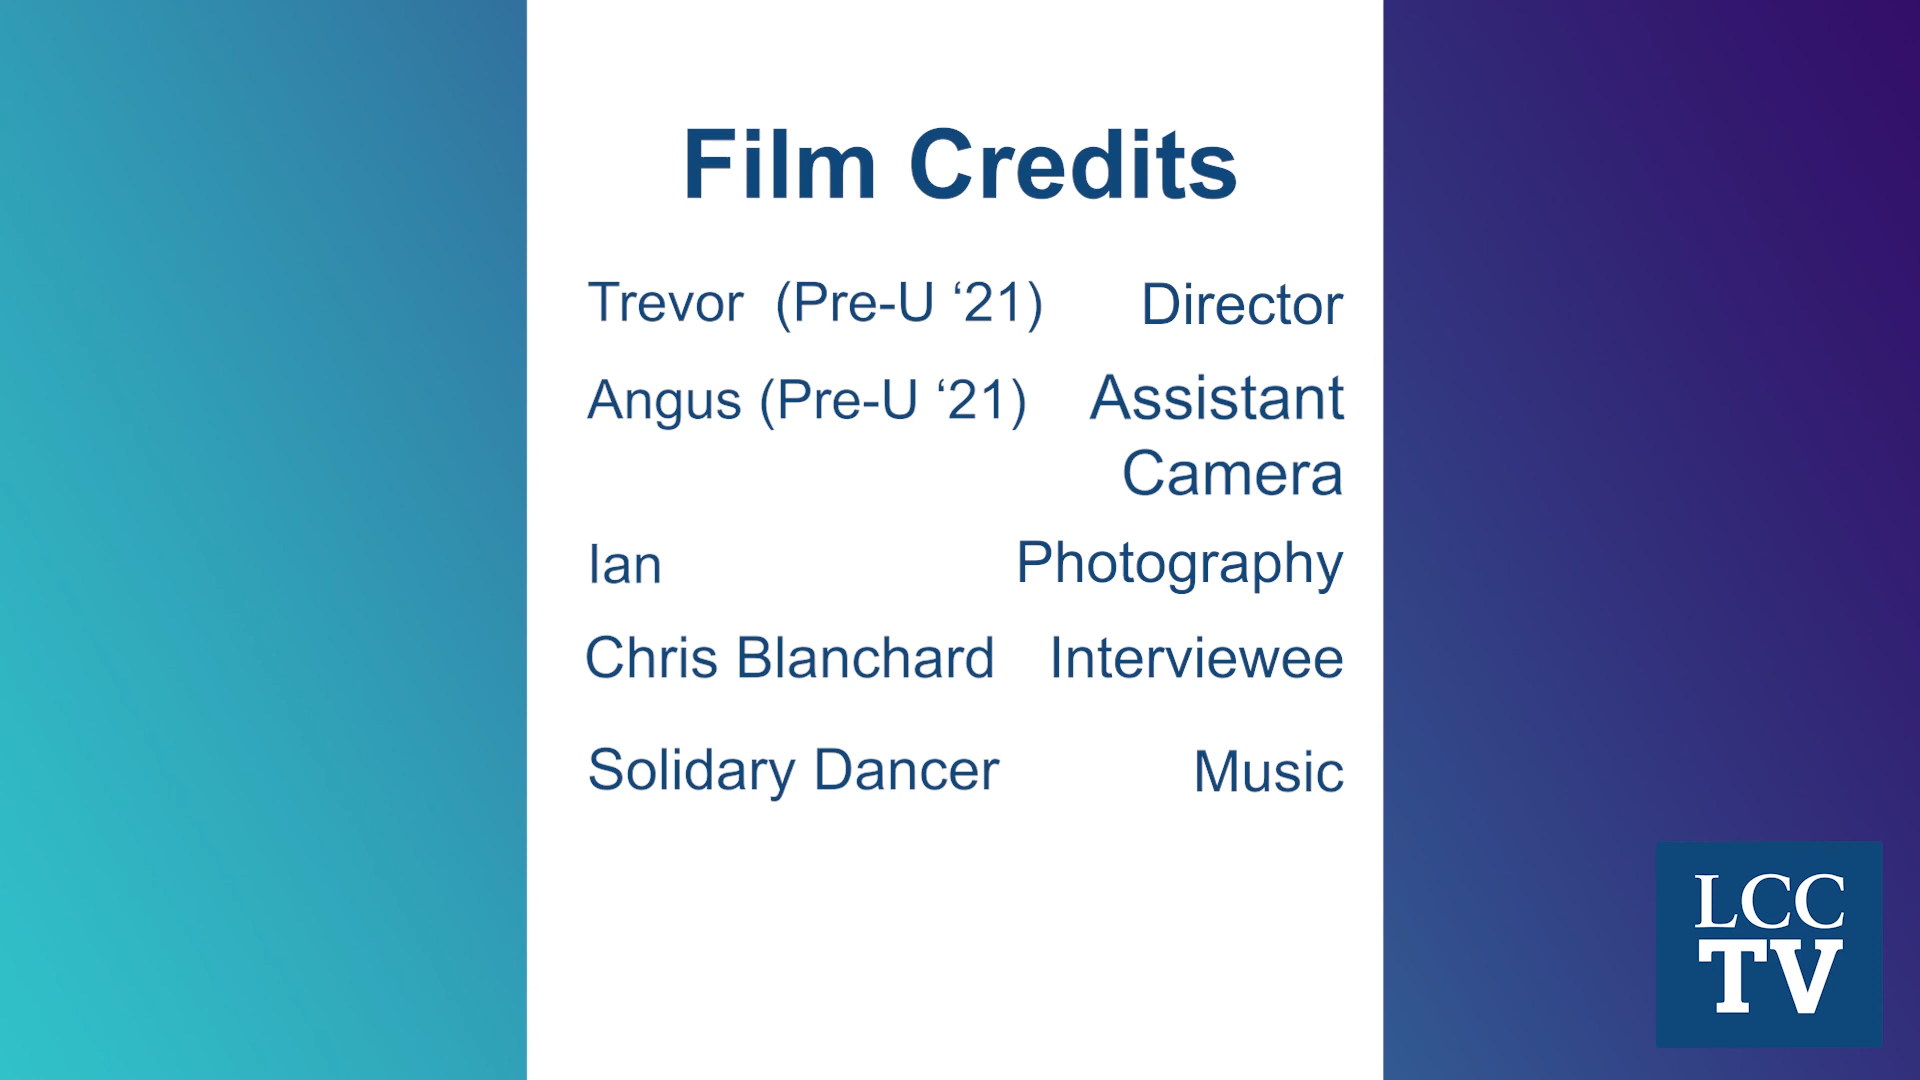 Film Credits
Trevor (Pre-U ‘21) Director
Angus (Pre-U ‘21) Assistant
Camera
Ian Photography
Chris Blanchard Interviewee
Solidary Dancer Music
LCC
TV